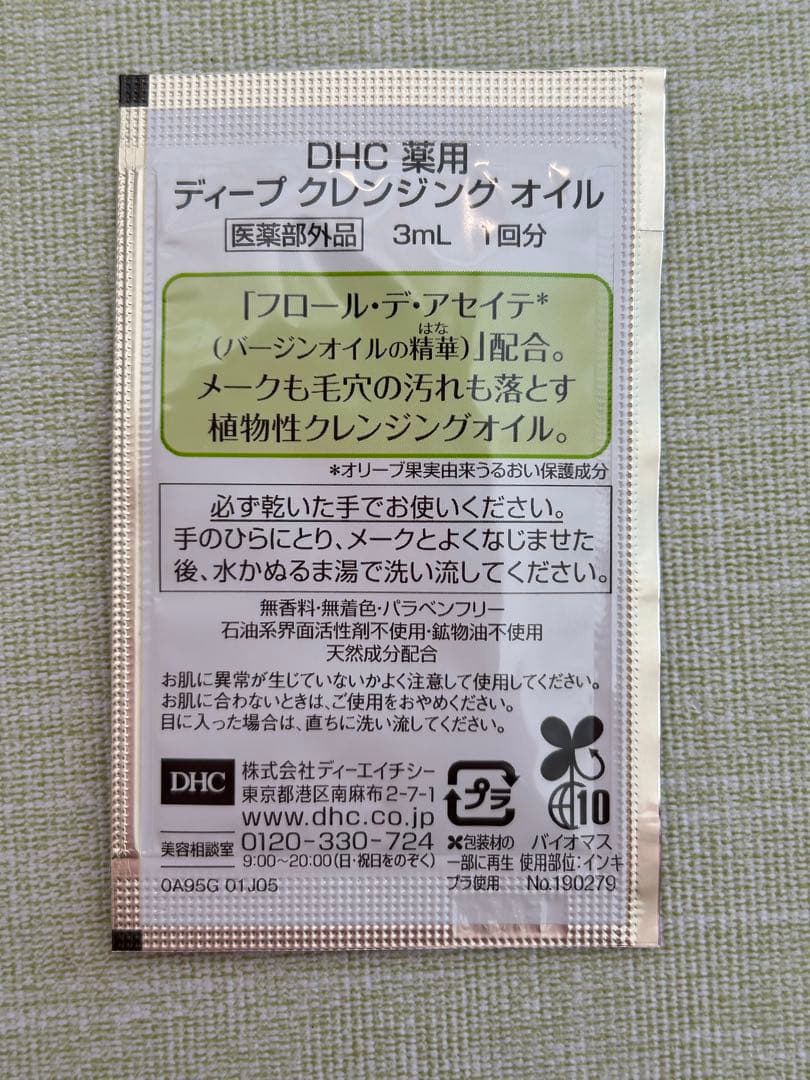 DHC 薬用
ディープ クレンジング オイル
医薬部外品 3mL 1回分
「フロール・デ・アセイテ*
はな
(バージンオイルの精華)」配合。
メークも毛穴の汚れも落とす
植物性クレンジングオイル。
*オリーブ果実由来うるおい保護成分
必ず乾いた手でお使いください。
手のひらにとり、メークとよくなじませた
後、水かぬるま湯で洗い流してください。
無香料・無着色・パラベンフリー
石油系界面活性剤不使用・鉱物油不使用
天然成分配合
お肌に異常が生じていないかよく注意して使用してください。
お肌に合わないときは、ご使用をおやめください。
目に入った場合は、直ちに洗い流してください。
DHC
株式会社ディーエイチシー
東京都港区南麻布2-7-1
www.dhc.co.jp
美容相談室 0120-330-724
9:00〜20:00(日・祝日をのぞく)
0A95G 01J05
プラ
包装材の
一部に再生
プラ使用
10
バイオマス
使用部位:インキ
No.190279